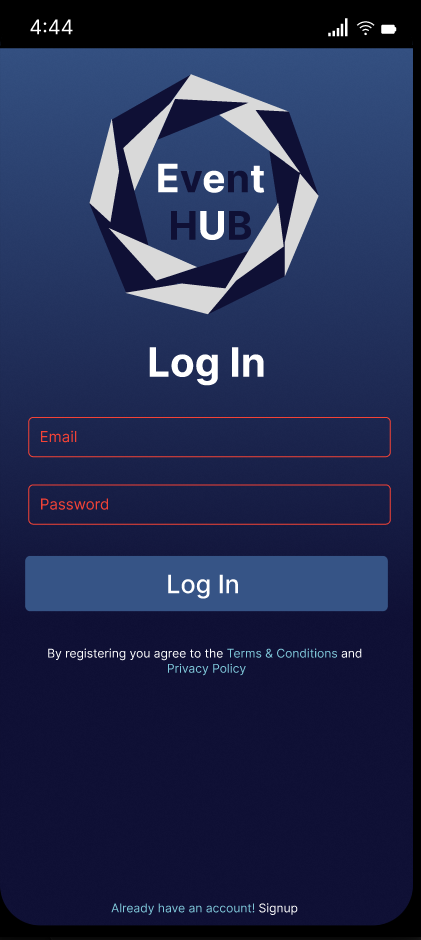 4:44
Event
HUB
Log In
Email
Password
Log In
By registering you agree to the Terms & Conditions and
Privacy Policy
Already have an account! Signup